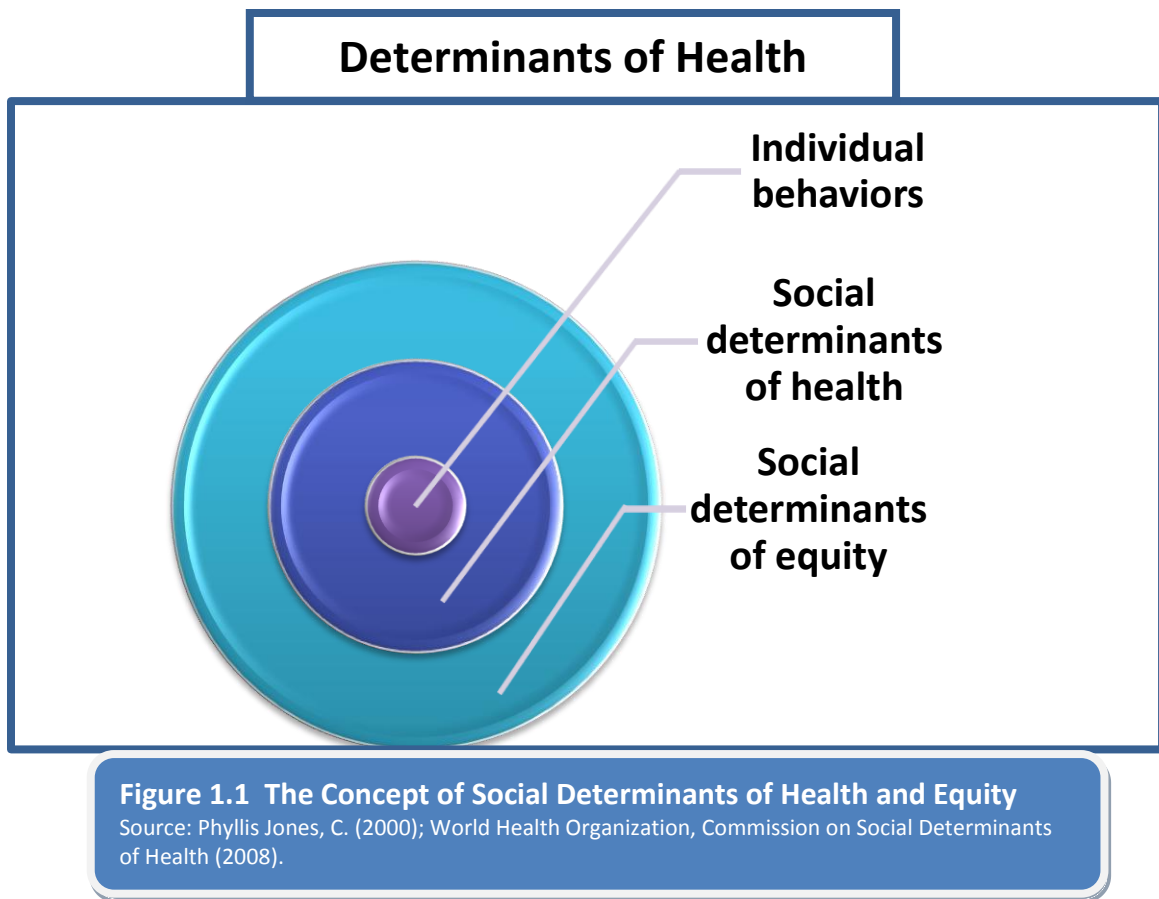 Determinants of Health
Individual
behaviors
Social
determinants
of health
Social
determinants
of equity
Figure 1.1  The Concept of Social Determinants of Health and Equity
Source: Phyllis Jones, C. (2000); World Health Organization, Commission on Social Determinants
of Health (2008).